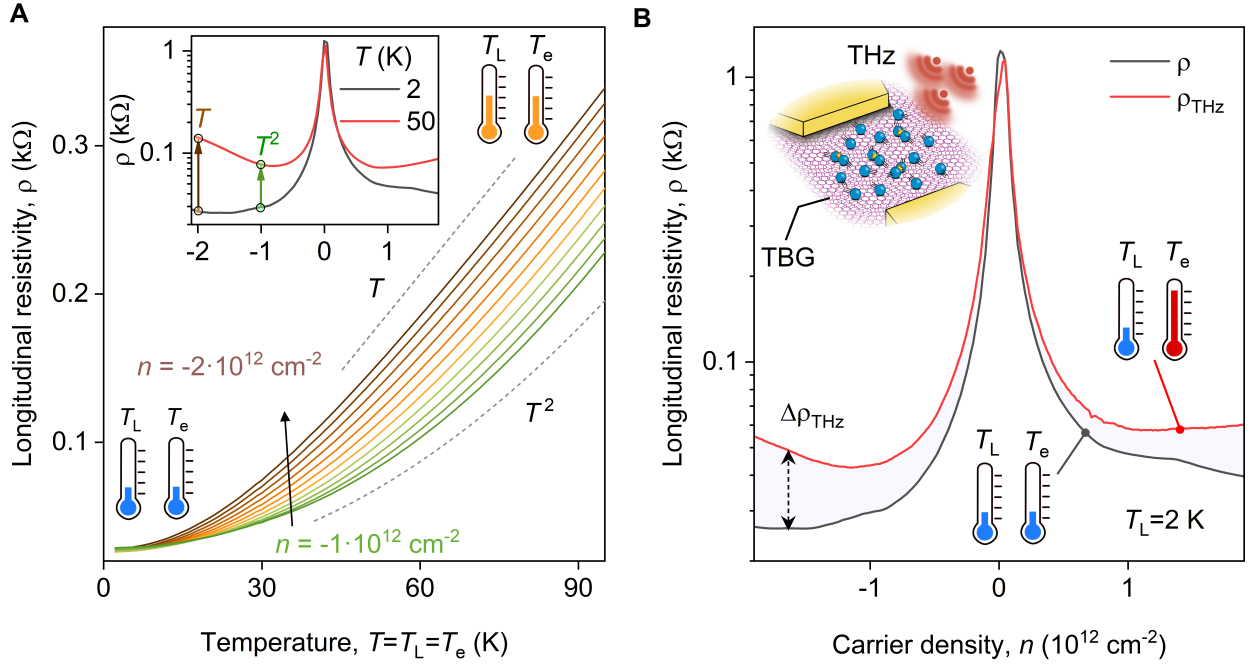 A
Longitudinal resistivity, ρ (kΩ)
0.3
0.2
0.1
0
30
60
90
Temperature, T=TL=Te (K)
ρ (kΩ)
1
0.1
-2
-1
0
1
T (K)
2
50
T
T²
TL
Te
T
T²
n = -2·10¹² cm⁻²
n = -1·10¹² cm⁻²
TL
Te
B
Longitudinal resistivity, ρ (kΩ)
1
0.1
-1
0
1
Carrier density, n (10¹² cm⁻²)
THz
TBG
ρ
ρTHz
TL
Te
ΔρTHz
TL
Te
TL=2 K